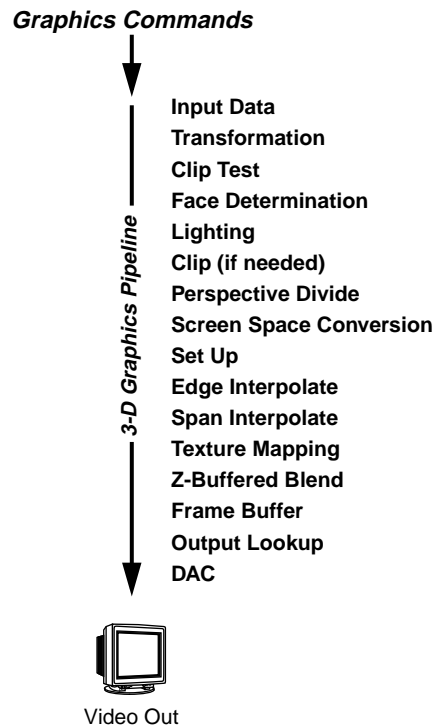 Graphics Commands
3-D Graphics Pipeline
Input Data
Transformation
Clip Test
Face Determination
Lighting
Clip (if needed)
Perspective Divide
Screen Space Conversion
Set Up
Edge Interpolate
Span Interpolate
Texture Mapping
Z-Buffered Blend
Frame Buffer
Output Lookup
DAC
Video Out